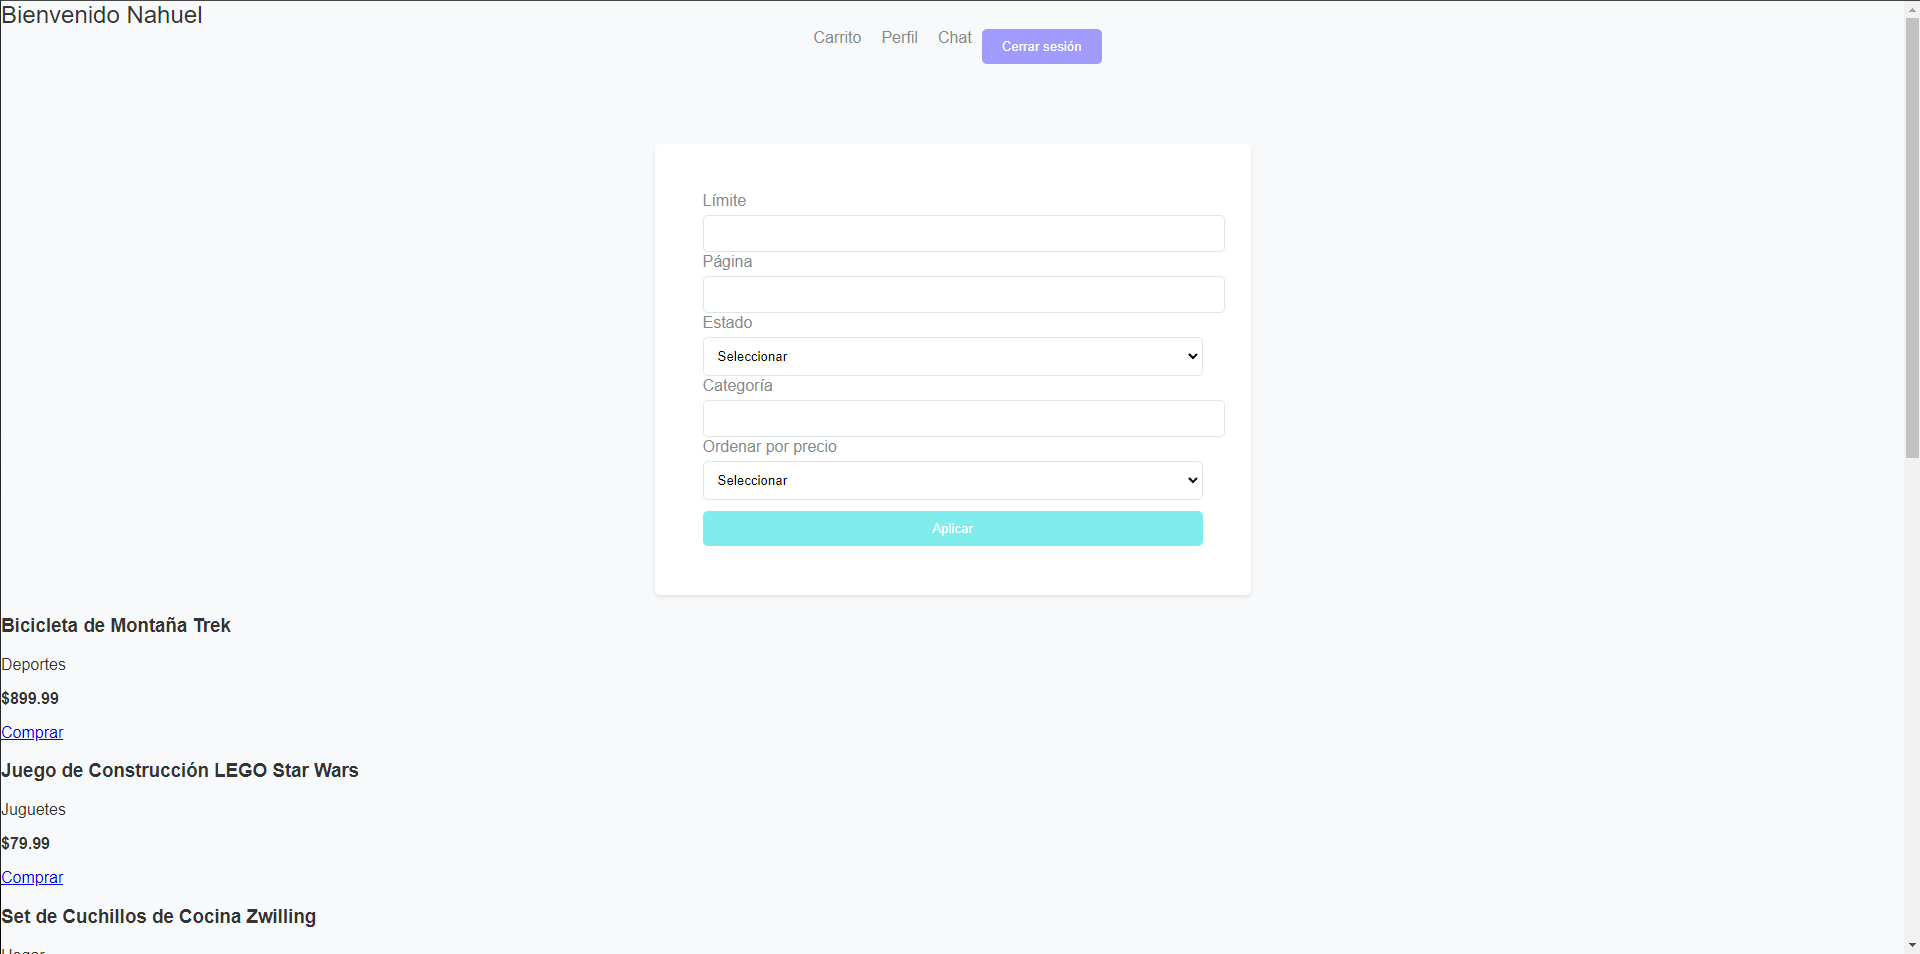 Bienvenido Nahuel
Carrito Perfil Chat Cerrar sesión
Límite
Página
Estado
Seleccionar
Categoría
Ordenar por precio
Seleccionar
Aplicar
Bicicleta de Montaña Trek
Deportes
$899.99
Comprar
Juego de Construcción LEGO Star Wars
Juguetes
$79.99
Comprar
Set de Cuchillos de Cocina Zwilling
Hogar